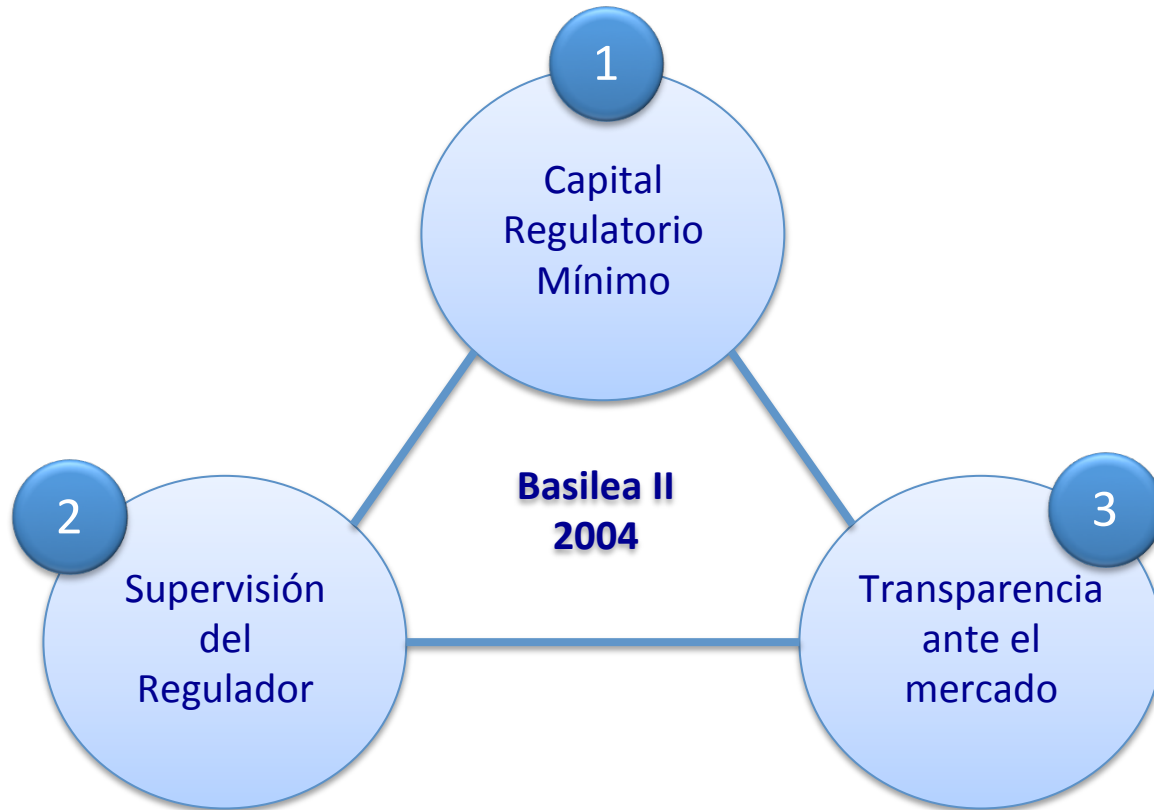 1
Capital
Regulatorio
Mínimo
Basilea II
2004
2
Supervisión
del
Regulador
3
Transparencia
ante el
mercado